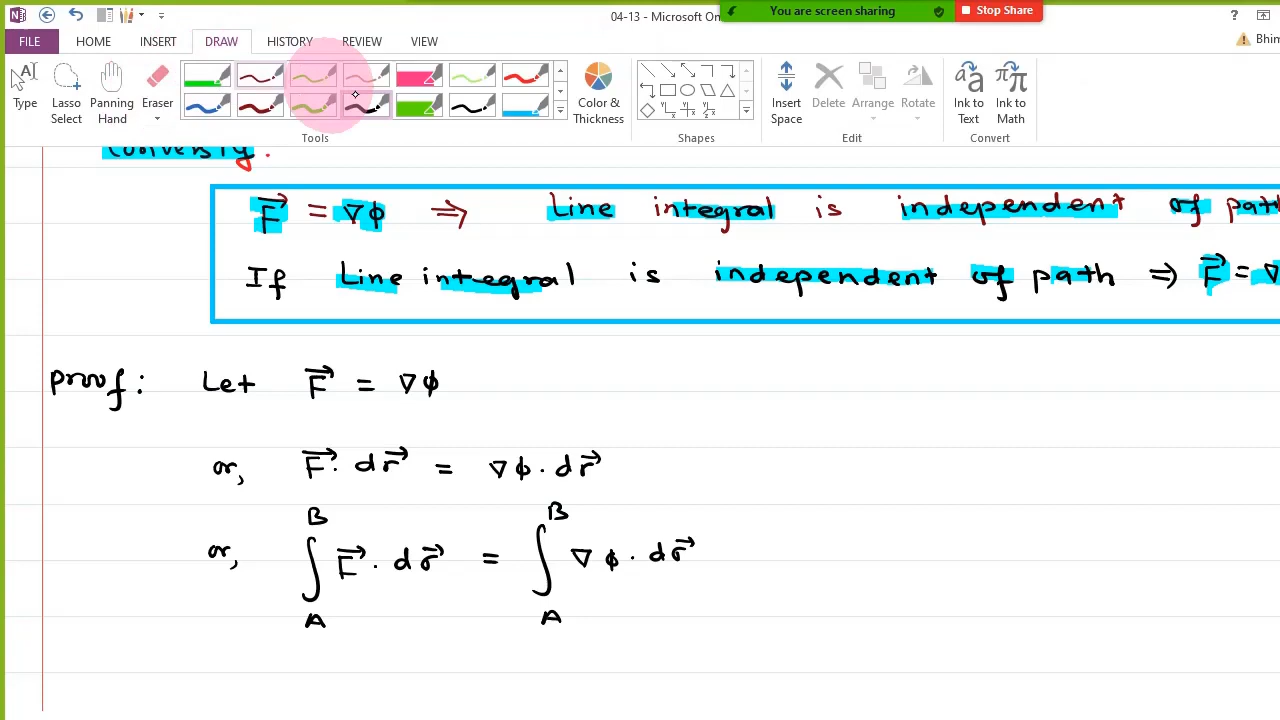 04-13 - Microsoft On
You are screen sharing
Stop Share
FILE HOME INSERT DRAW HISTORY REVIEW VIEW
Bhim
Type
Lasso Select
Panning Hand
Eraser
Color & Thickness
Insert Space
Delete
Arrange
Rotate
Ink to Text
Ink to Math
Tools
Shapes
Edit
Convert
Conversly.
F⃗ = ∇φ ⇒ Line integral is independent of path
If Line integral is independent of path ⇒ F⃗ = ∇
Proof: Let F⃗ = ∇φ
or, F⃗ · dr⃗ = ∇φ · dr⃗
or, ∫_A^B F⃗ · dr⃗ = ∫_A^B ∇φ · dr⃗